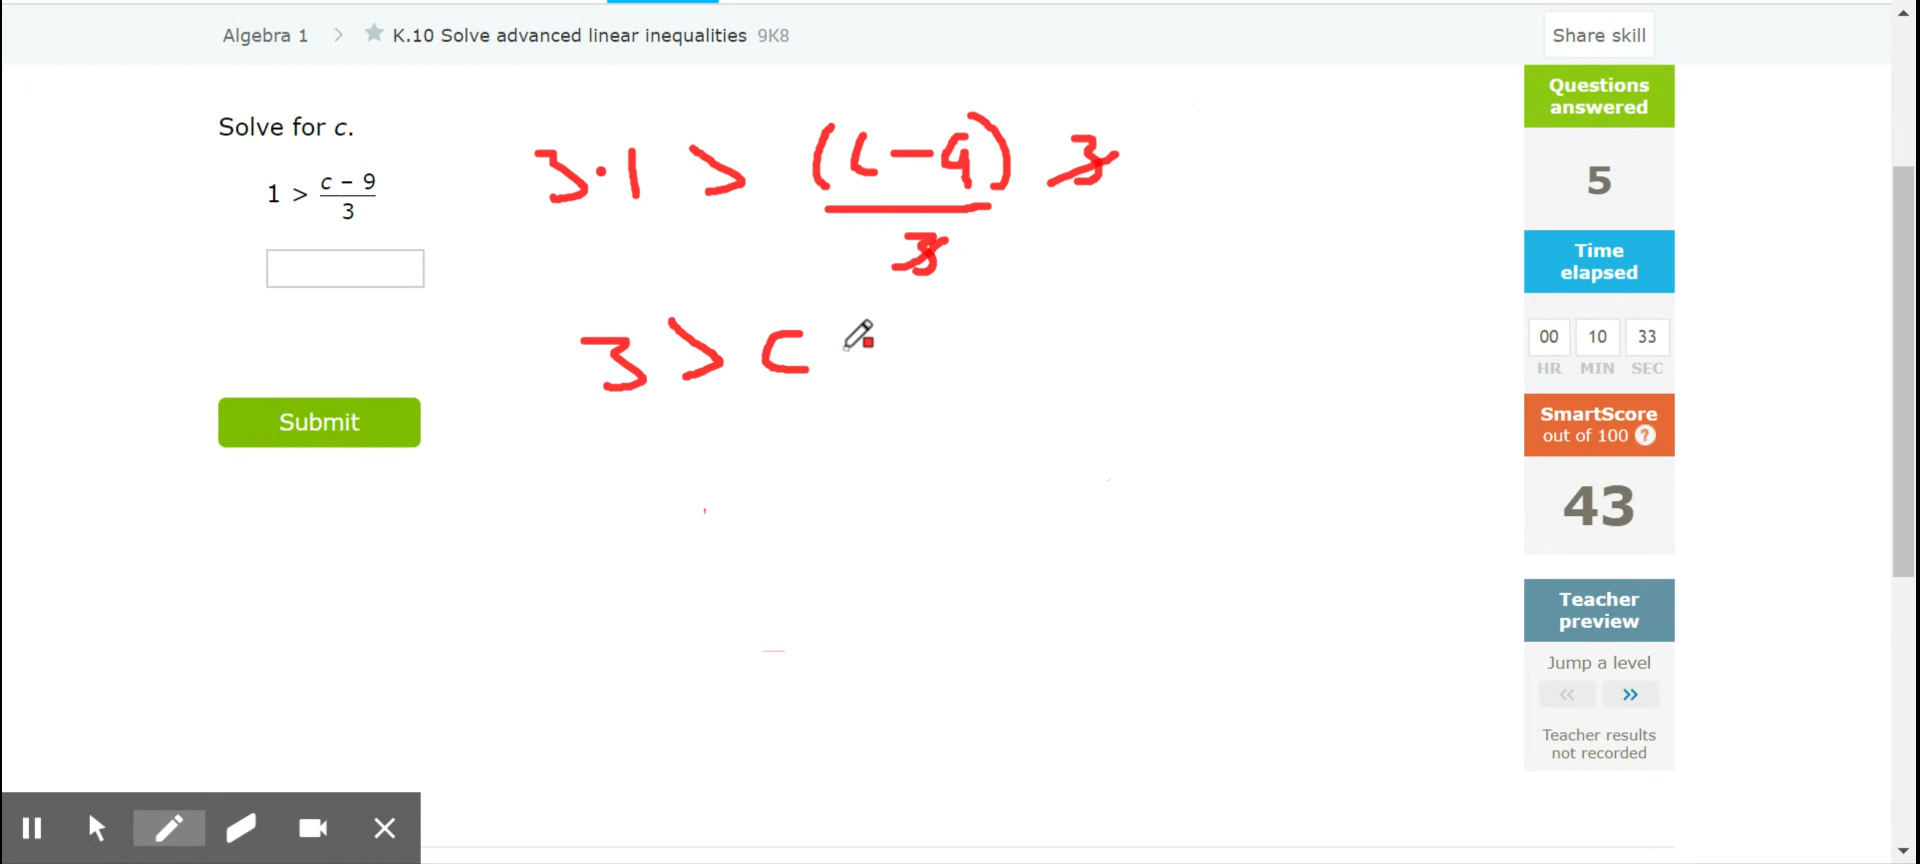 Algebra 1 > K.10 Solve advanced linear inequalities 9K8
Share skill
Solve for c.
1 > c − 9
3
3·1 > (c−9) 3
3
3 > c
Submit
Questions
answered
5
Time
elapsed
00 10 33
HR MIN SEC
SmartScore
out of 100 ?
43
Teacher
preview
Jump a level
<< >>
Teacher results
not recorded